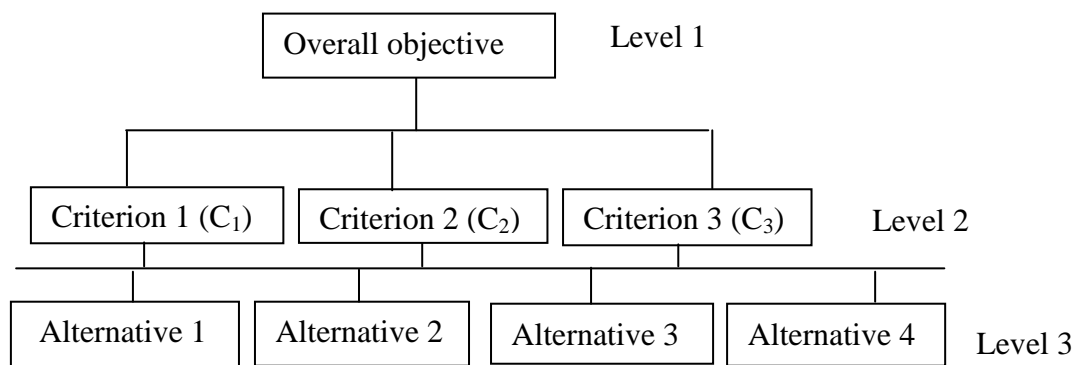 Overall objective
Level 1
Criterion 1 (C₁)
Criterion 2 (C₂)
Criterion 3 (C₃)
Level 2
Alternative 1
Alternative 2
Alternative 3
Alternative 4
Level 3